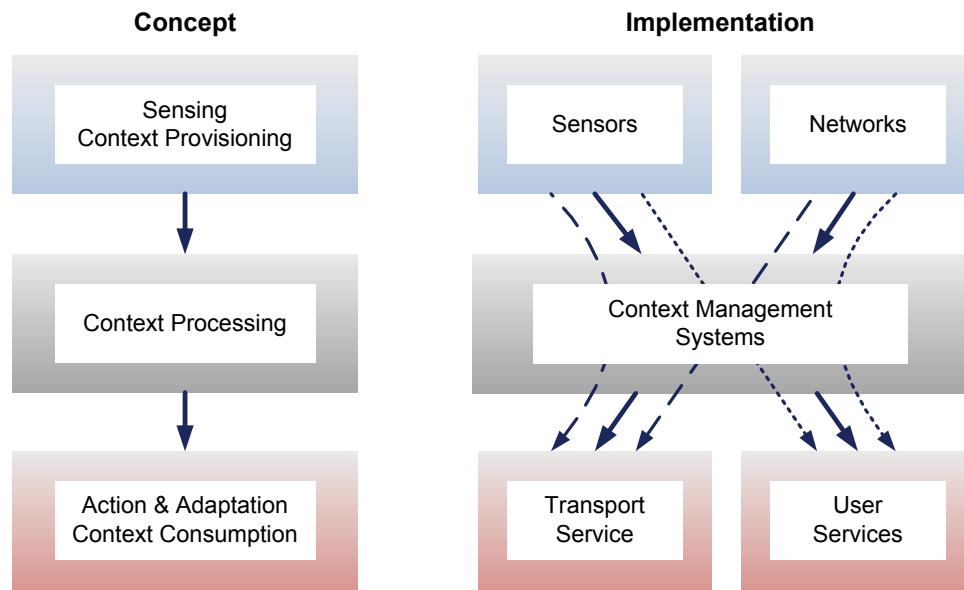 Concept
Implementation
Sensing
Context Provisioning
Sensors
Networks
Context Processing
Context Management
Systems
Action & Adaptation
Context Consumption
Transport
Service
User
Services